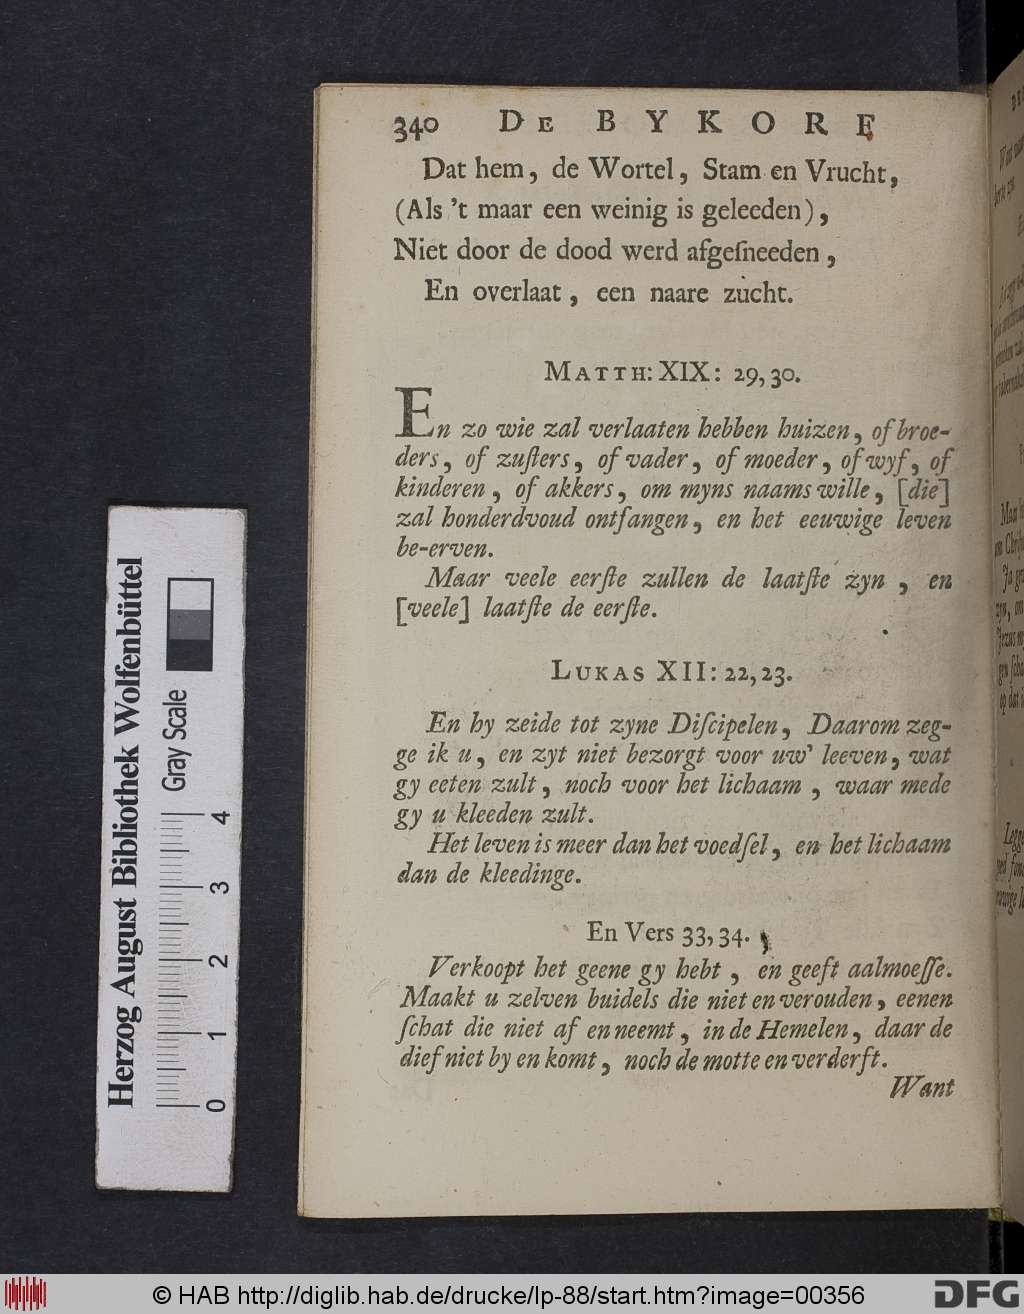 340 DE BYKORF
Dat hem, de Wortel, Stam en Vrucht,
(Als 't maar een weinig is geleeden),
Niet door de dood werd afgeſneeden,
En overlaat, een naare zucht.
MATTH: XIX: 29, 30.
En zo wie zal verlaaten hebben huizen, of broe-
ders, of zuſters, of vader, of moeder, of wyf, of
kinderen, of akkers, om myns naams wille, [die]
zal honderdvoud ontfangen, en het eeuwige leven
be-erven.
Maar veele eerſte zullen de laatſte zyn, en
[veele] laatſte de eerſte.
LUKAS XII: 22, 23.
En hy zeide tot zyne Diſcipelen, Daarom zeg-
ge ik u, en zyt niet bezorgt voor uw' leeven, wat
gy eeten zult, noch voor het lichaam, waar mede
gy u kleeden zult.
Het leven is meer dan het voedſel, en het lichaam
dan de kleedinge.
En Vers 33, 34.
Verkoopt het geene gy hebt, en geeft aalmoeſſe.
Maakt u zelven buidels die niet en verouden, eenen
ſchat die niet af en neemt, in de Hemelen, daar de
dief niet by en komt, noch de motte en verderft.
Want
Herzog August Bibliothek Wolfenbüttel
Gray Scale
0 1 2 3 4
© HAB http://diglib.hab.de/drucke/lp-88/start.htm?image=00356
DFG